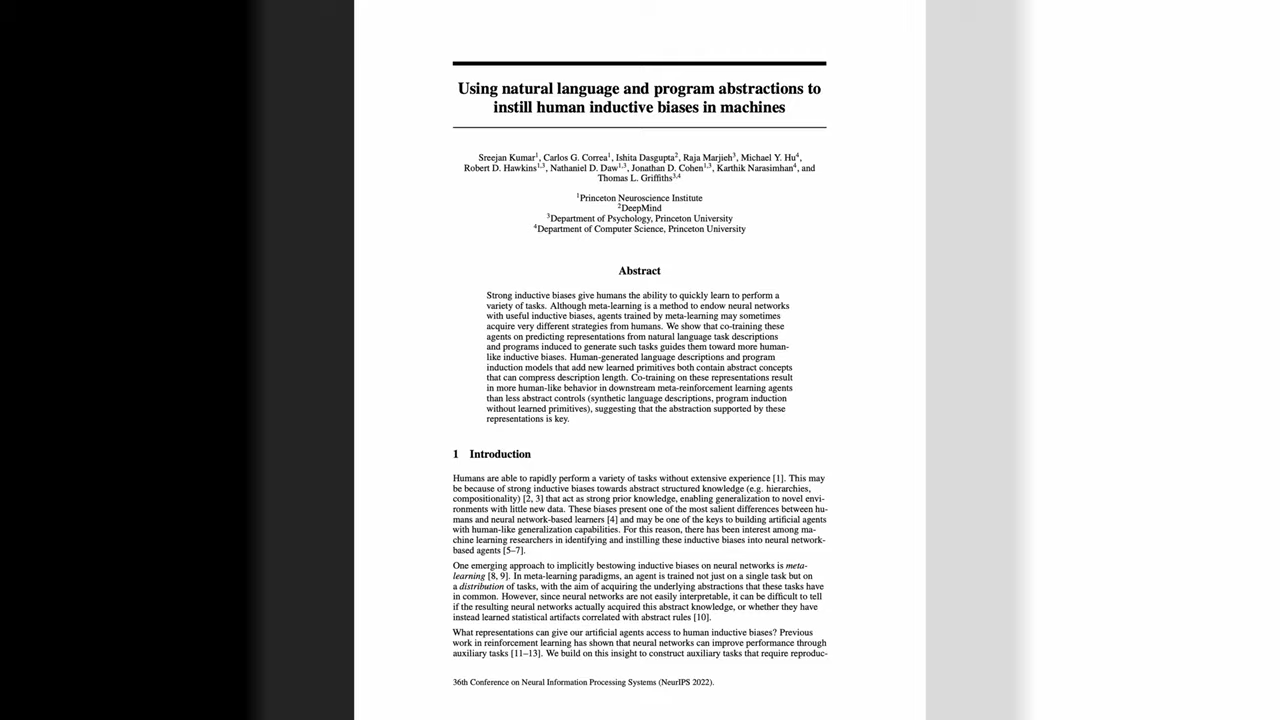 Using natural language and program abstractions to
instill human inductive biases in machines
Sreejan Kumar1, Carlos G. Correa1, Ishita Dasgupta2, Raja Marjieh3, Michael Y. Hu4,
Robert D. Hawkins1,3, Nathaniel D. Daw1,3, Jonathan D. Cohen1,3, Karthik Narasimhan4, and
Thomas L. Griffiths3,4
1Princeton Neuroscience Institute
2DeepMind
3Department of Psychology, Princeton University
4Department of Computer Science, Princeton University
Abstract
Strong inductive biases give humans the ability to quickly learn to perform a
variety of tasks. Although meta-learning is a method to endow neural networks
with useful inductive biases, agents trained by meta-learning may sometimes
acquire very different strategies from humans. We show that co-training these
agents on predicting representations from natural language task descriptions
and programs induced to generate such tasks guides them toward more human-
like inductive biases. Human-generated language descriptions and program
induction models that add new learned primitives both contain abstract concepts
that can compress description length. Co-training on these representations result
in more human-like behavior in downstream meta-reinforcement learning agents
than less abstract controls (synthetic language descriptions, program induction
without learned primitives), suggesting that the abstraction supported by these
representations is key.
1 Introduction
Humans are able to rapidly perform a variety of tasks without extensive experience [1]. This may
be because of strong inductive biases towards abstract structured knowledge (e.g. hierarchies,
compositionality) [2, 3] that act as strong prior knowledge, enabling generalization to novel envi-
ronments with little new data. These biases present one of the most salient differences between hu-
mans and neural network-based learners [4] and may be one of the keys to building artificial agents
with human-like generalization capabilities. For this reason, there has been interest among ma-
chine learning researchers in identifying and instilling these inductive biases into neural network-
based agents [5–7].
One emerging approach to implicitly bestowing inductive biases on neural networks is meta-
learning [8, 9]. In meta-learning paradigms, an agent is trained not just on a single task but on
a distribution of tasks, with the aim of acquiring the underlying abstractions that these tasks have
in common. However, since neural networks are not easily interpretable, it can be difficult to tell
if the resulting neural networks actually acquired this abstract knowledge, or whether they have
instead learned statistical artifacts correlated with abstract rules [10].
What representations can give our artificial agents access to human inductive biases? Previous
work in reinforcement learning has shown that neural networks can improve performance through
auxiliary tasks [11–13]. We build on this insight to construct auxiliary tasks that require reproduc-
36th Conference on Neural Information Processing Systems (NeurIPS 2022).